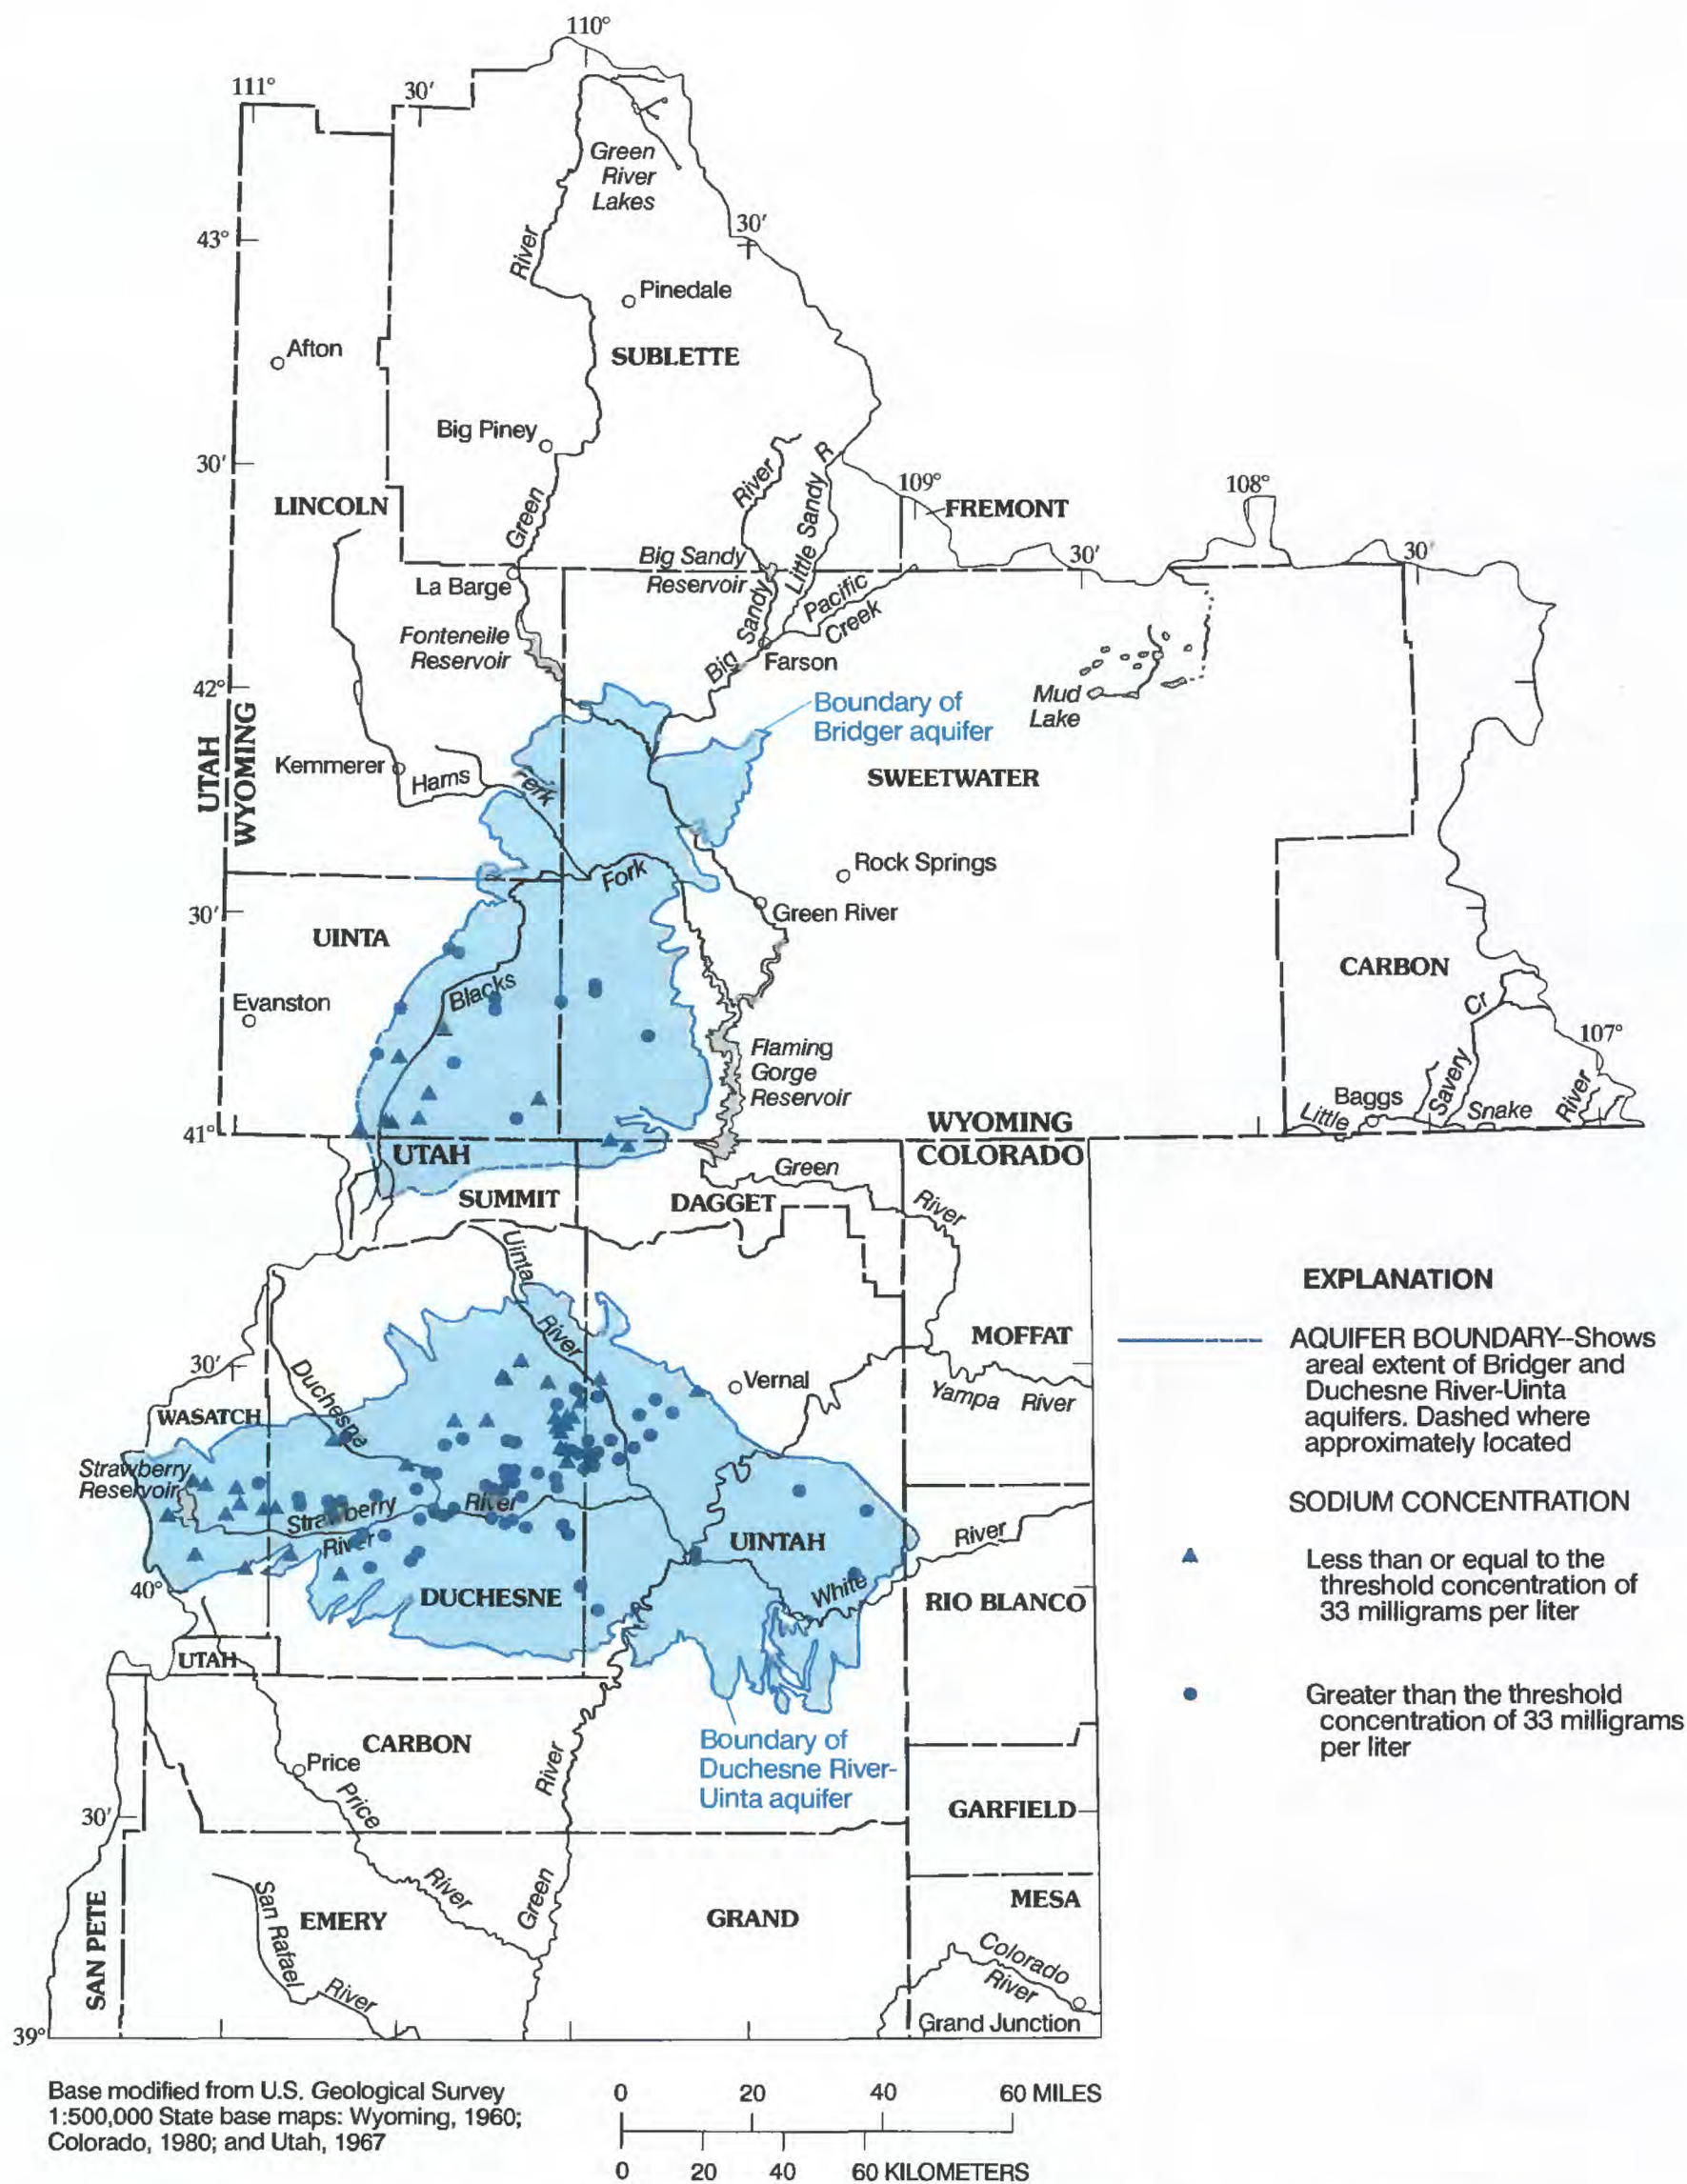 110°
111°
30′
Green
River
Lakes
30′
43°
River
Pinedale
Afton
SUBLETTE
Big Piney
30′
River
Little Sandy R
109°
108°
LINCOLN
Green
FREMONT
Big Sandy
Reservoir
30′
30′
La Barge
Pacific
Creek
Fonteneile
Reservoir
Big Sandy
Farson
42°
Mud
Lake
Boundary of
Bridger aquifer
UTAH
WYOMING
Kemmerer
Hams
Fork
SWEETWATER
Rock Springs
Fork
30′
Green River
UINTA
CARBON
Blacks
Evanston
Cr
107°
Flaming
Gorge
Reservoir
Savery
Baggs
Little
Snake
River
41°
WYOMING
UTAH
COLORADO
Green
SUMMIT
DAGGET
River
Uinta
EXPLANATION
River
MOFFAT
AQUIFER BOUNDARY--Shows
areal extent of Bridger and
Duchesne River-Uinta
aquifers. Dashed where
approximately located
30′
Duchesne
Vernal
Yampa River
WASATCH
Strawberry
Reservoir
SODIUM CONCENTRATION
Strawberry
River
River
UINTAH
River
Less than or equal to the
threshold concentration of
33 milligrams per liter
40°
DUCHESNE
White
RIO BLANCO
UTAH
Greater than the threshold
concentration of 33 milligrams
per liter
CARBON
Boundary of
Duchesne River-
Uinta aquifer
Price
Price
River
30′
GARFIELD
River
Green
MESA
SAN PETE
San Rafael
EMERY
GRAND
Colorado
River
River
Grand Junction
39°
Base modified from U.S. Geological Survey
1:500,000 State base maps: Wyoming, 1960;
Colorado, 1980; and Utah, 1967
0 20 40 60 MILES
0 20 40 60 KILOMETERS